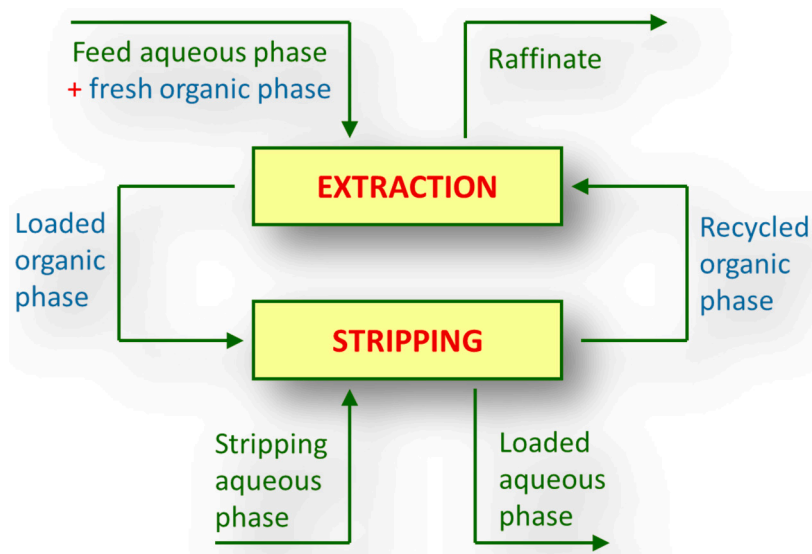 Feed aqueous phase
+ fresh organic phase
Raffinate
EXTRACTION
Loaded
organic
phase
Recycled
organic
phase
STRIPPING
Stripping
aqueous
phase
Loaded
aqueous
phase